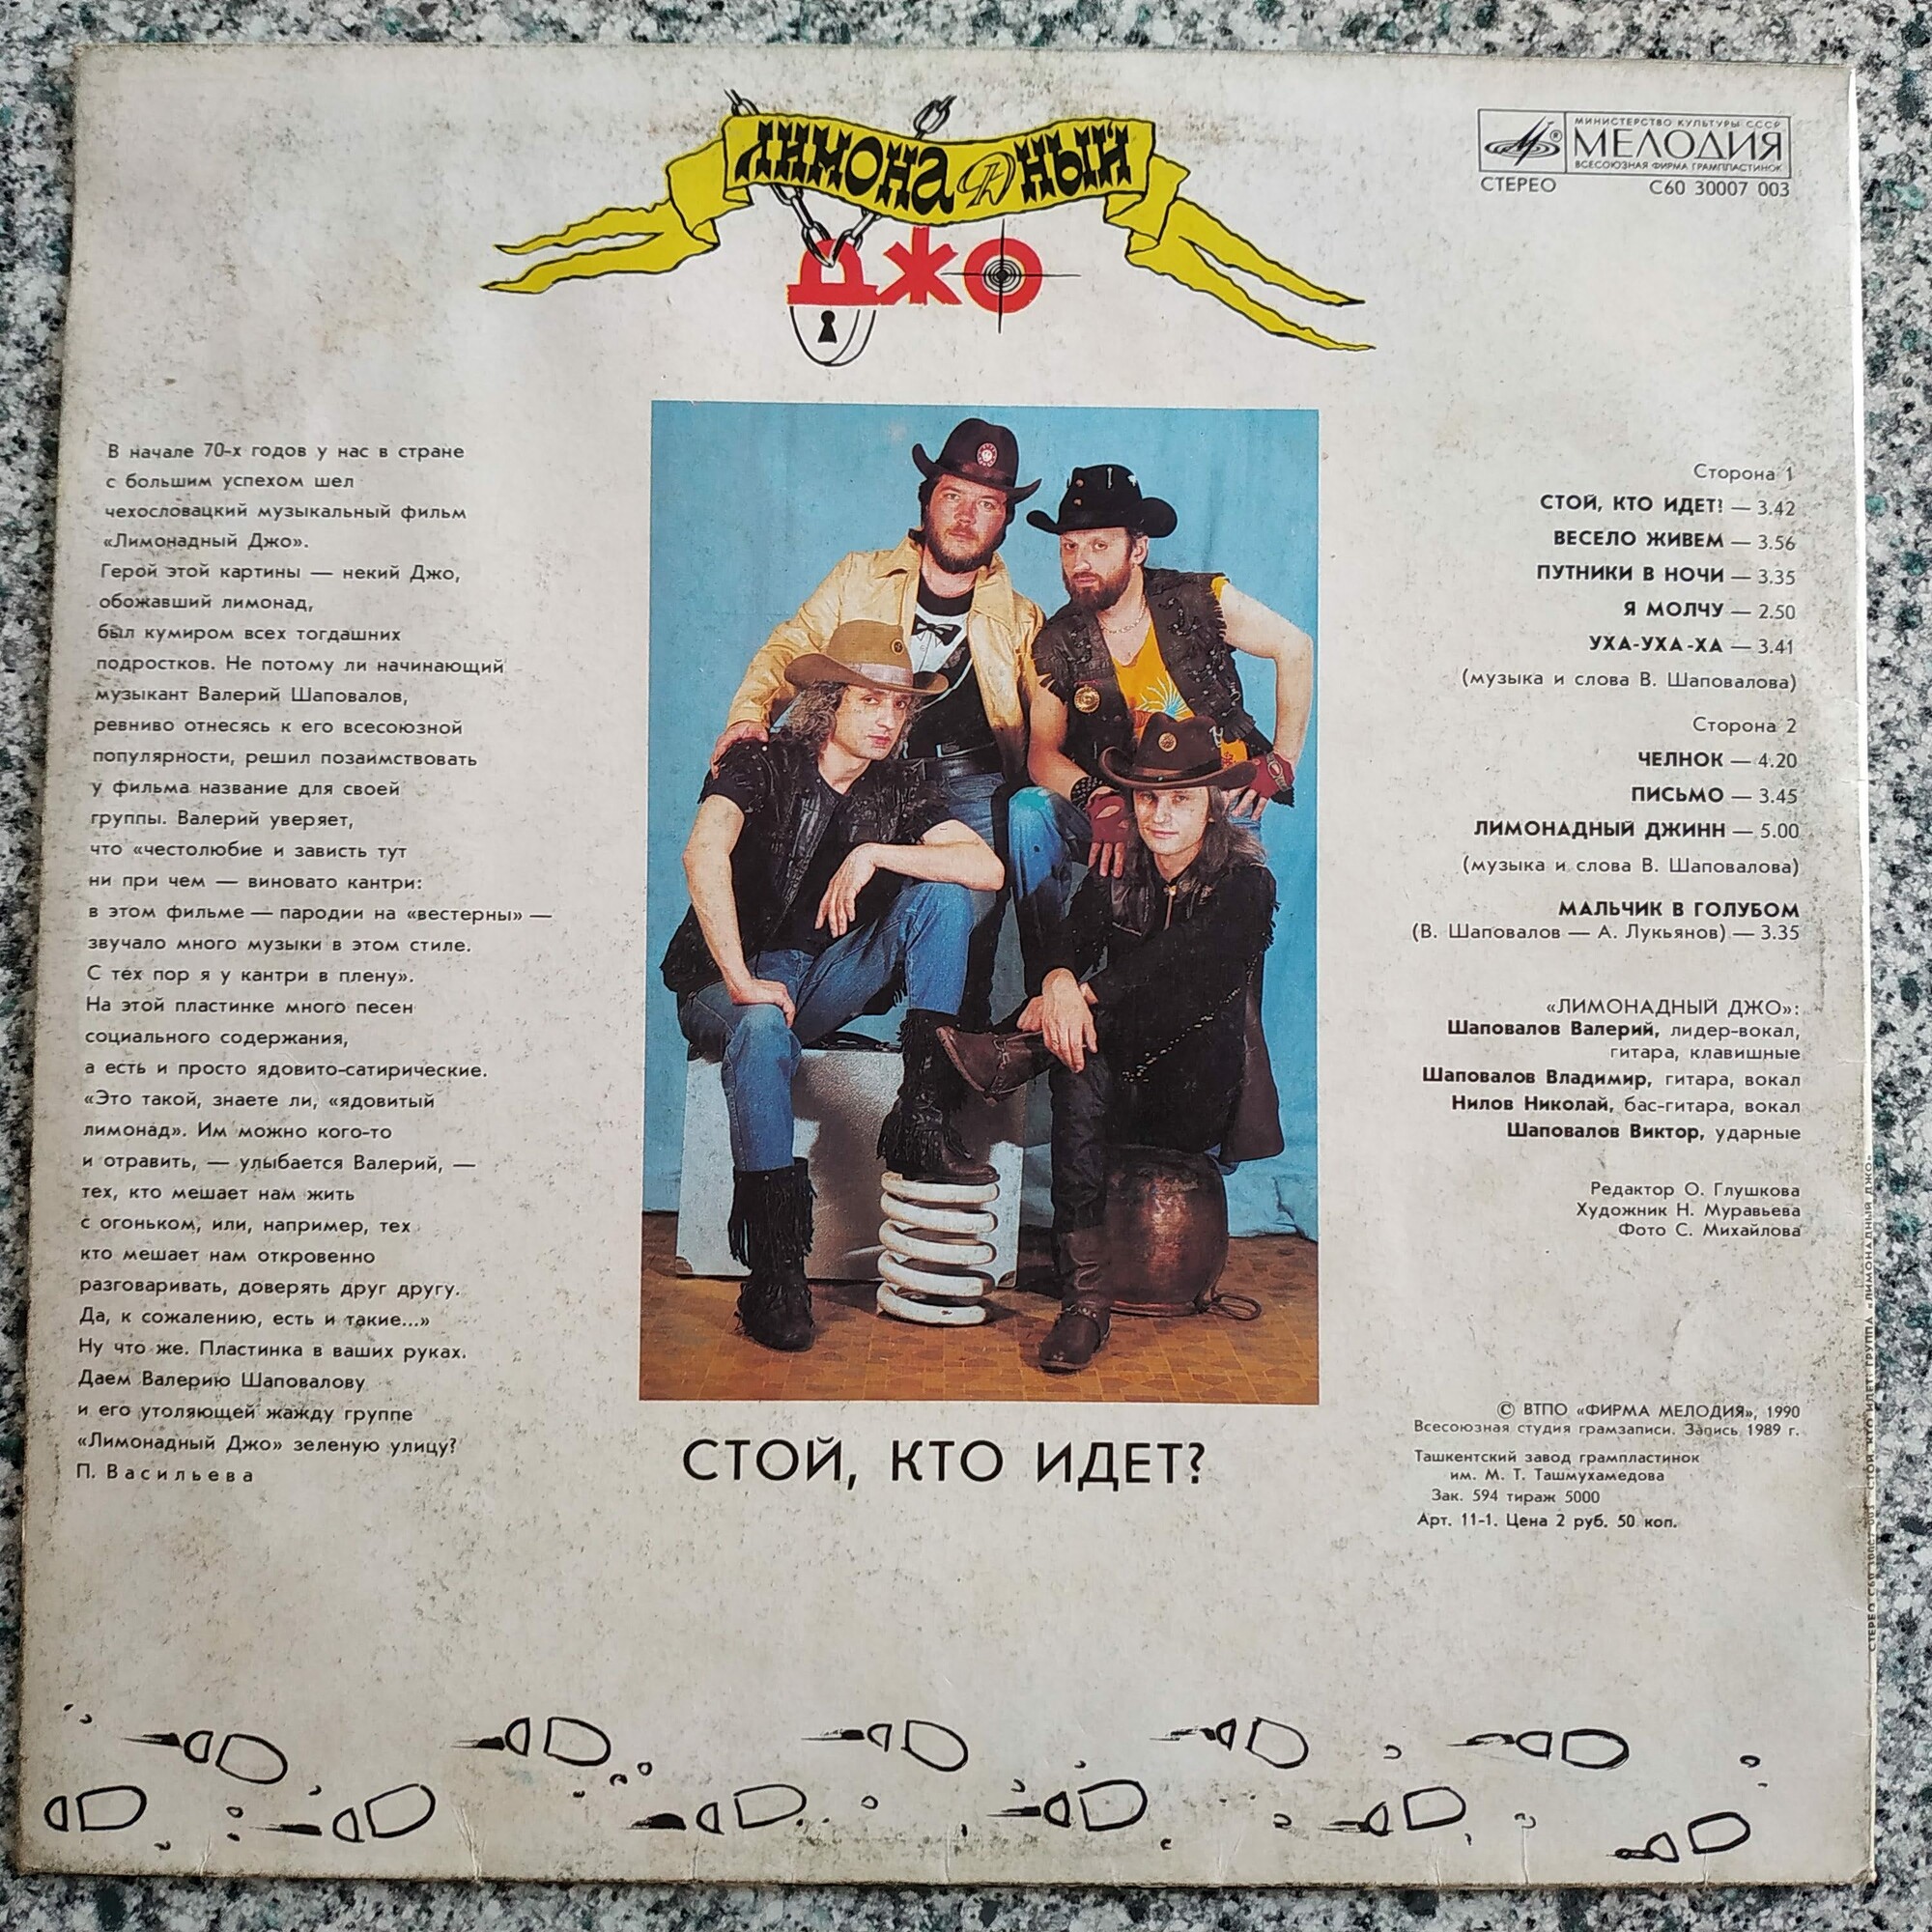 ЛИМОНАДНЫЙ
ДЖО
МИНИСТЕРСТВО КУЛЬТУРЫ СССР
МЕЛОДИЯ
ВСЕСОЮЗНАЯ ФИРМА ГРАМПЛАСТИНОК
СТЕРЕО С60 30007 003
В начале 70-х годов у нас в стране
с большим успехом шел
чехословацкий музыкальный фильм
«Лимонадный Джо».
Герой этой картины — некий Джо,
обожавший лимонад,
был кумиром всех тогдашних
подростков. Не потому ли начинающий
музыкант Валерий Шаповалов,
ревниво отнесясь к его всесоюзной
популярности, решил позаимствовать
у фильма название для своей
группы. Валерий уверяет,
что «честолюбие и зависть тут
ни при чем — виновато кантри:
в этом фильме — пародии на «вестерны» —
звучало много музыки в этом стиле.
С тех пор я у кантри в плену».
На этой пластинке много песен
социального содержания,
а есть и просто ядовито-сатирические.
«Это такой, знаете ли, «ядовитый
лимонад». Им можно кого-то
и отравить, — улыбается Валерий, —
тех, кто мешает нам жить
с огоньком, или, например, тех
кто мешает нам откровенно
разговаривать, доверять друг другу.
Да, к сожалению, есть и такие...»
Ну что же. Пластинка в ваших руках.
Даем Валерию Шаповалову
и его утоляющей жажду группе
«Лимонадный Джо» зеленую улицу?
П. Васильева
СТОЙ, КТО ИДЕТ?
Сторона 1
СТОЙ, КТО ИДЕТ! — 3.42
ВЕСЕЛО ЖИВЕМ — 3.56
ПУТНИКИ В НОЧИ — 3.35
Я МОЛЧУ — 2.50
УХА-УХА-ХА — 3.41
(музыка и слова В. Шаповалова)
Сторона 2
ЧЕЛНОК — 4.20
ПИСЬМО — 3.45
ЛИМОНАДНЫЙ ДЖИНН — 5.00
(музыка и слова В. Шаповалова)
МАЛЬЧИК В ГОЛУБОМ
(В. Шаповалов — А. Лукьянов) — 3.35
«ЛИМОНАДНЫЙ ДЖО»:
Шаповалов Валерий, лидер-вокал,
гитара, клавишные
Шаповалов Владимир, гитара, вокал
Нилов Николай, бас-гитара, вокал
Шаповалов Виктор, ударные
Редактор О. Глушкова
Художник Н. Муравьева
Фото С. Михайлова
© ВТПО «ФИРМА МЕЛОДИЯ», 1990
Всесоюзная студия грамзаписи. Запись 1989 г.
Ташкентский завод грампластинок
им. М. Т. Ташмухамедова
Зак. 594 тираж 5000
Арт. 11-1. Цена 2 руб. 50 коп.
СТЕРЕО С60 30007 003 СТОЙ, КТО ИДЕТ! ГРУППА «ЛИМОНАДНЫЙ ДЖО»